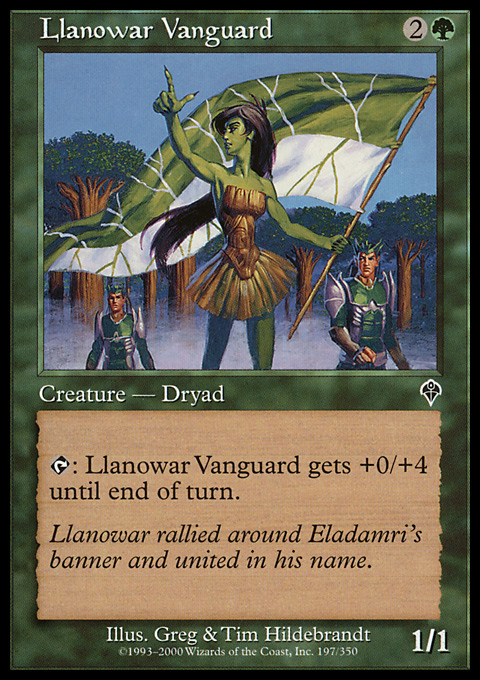 Llanowar Vanguard 2
Creature — Dryad
: Llanowar Vanguard gets +0/+4
until end of turn.
Llanowar rallied around Eladamri's
banner and united in his name.
Illus. Greg & Tim Hildebrandt
1/1
©1993–2000 Wizards of the Coast, Inc. 197/350